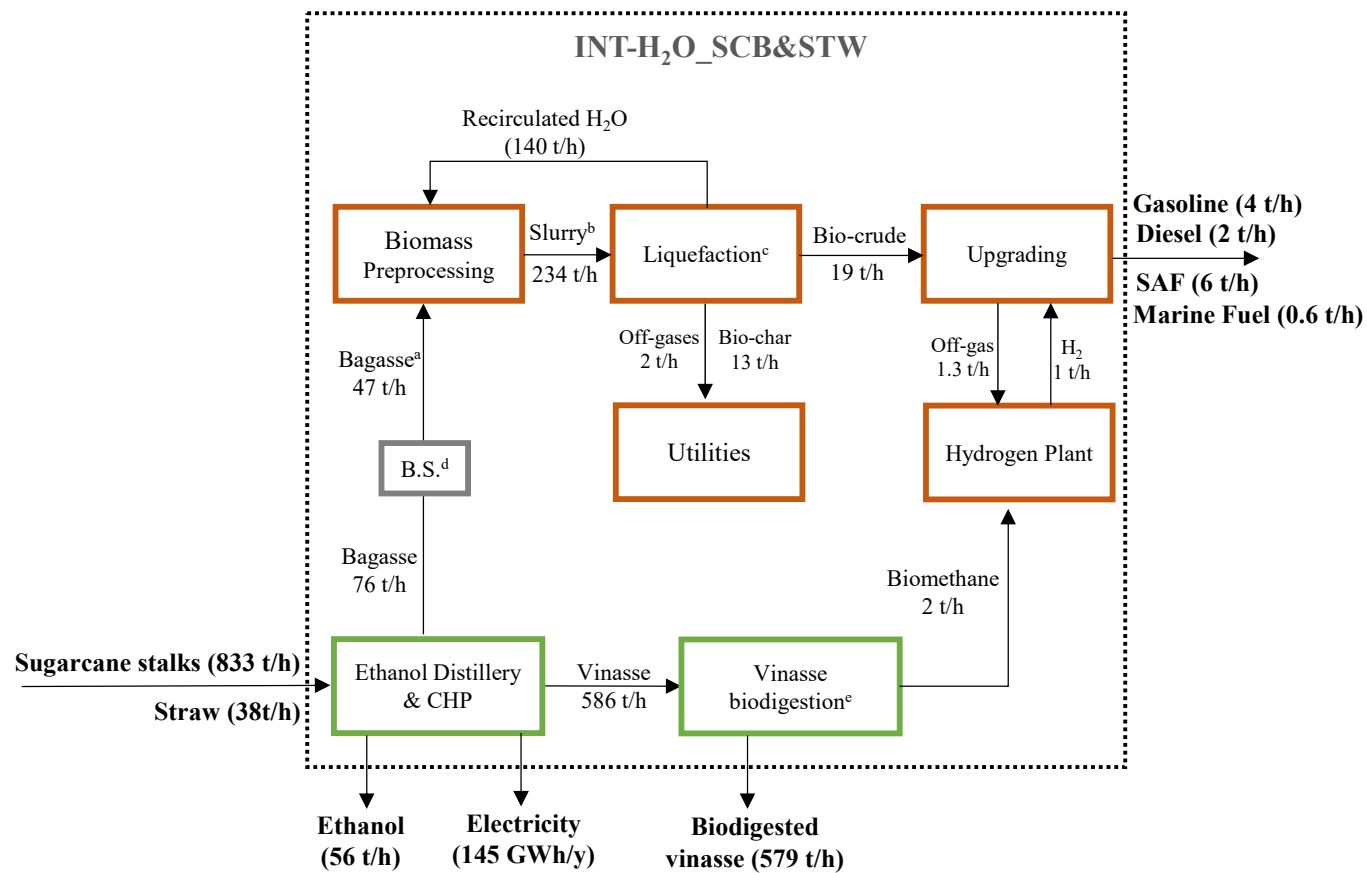 INT-H₂O_SCB&STW
Recirculated H₂O
(140 t/h)
Biomass
Preprocessing
Slurryᵇ
234 t/h
Liquefactionᶜ
Bio-crude
19 t/h
Upgrading
Gasoline (4 t/h)
Diesel (2 t/h)
SAF (6 t/h)
Marine Fuel (0.6 t/h)
Bagasseᵃ
47 t/h
Off-gases
2 t/h
Bio-char
13 t/h
Off-gas
1.3 t/h
H₂
1 t/h
B.S.ᵈ
Utilities
Hydrogen Plant
Bagasse
76 t/h
Biomethane
2 t/h
Sugarcane stalks (833 t/h)
Straw (38t/h)
Ethanol Distillery
& CHP
Vinasse
586 t/h
Vinasse
biodigestionᵉ
Ethanol
(56 t/h)
Electricity
(145 GWh/y)
Biodigested
vinasse (579 t/h)